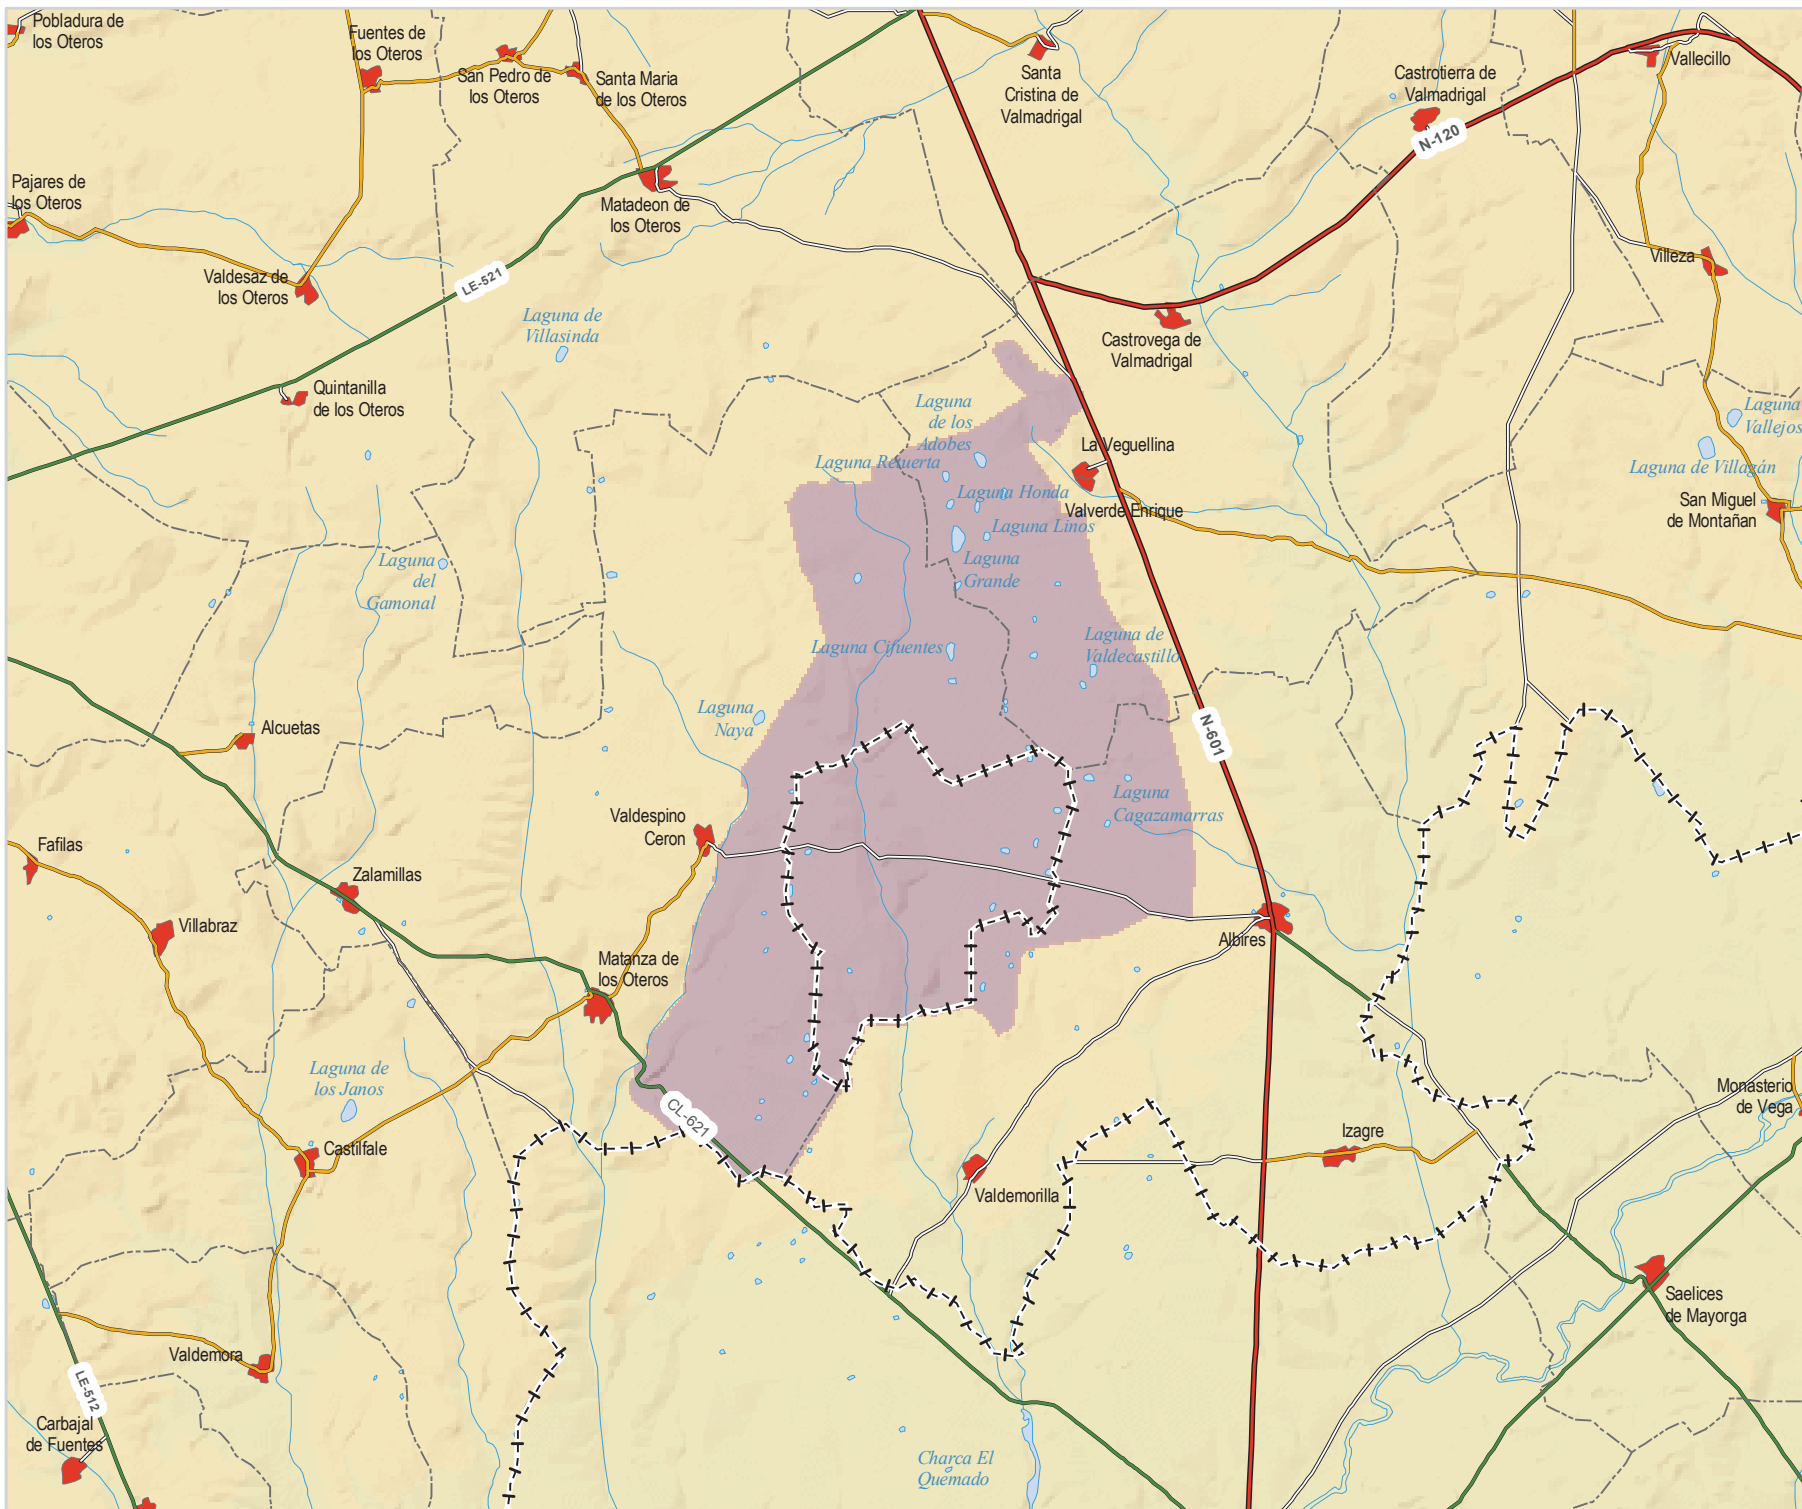 Pobladura de
los Oteros
Fuentes de
los Oteros
San Pedro de
los Oteros
Santa Maria
de los Oteros
Santa
Cristina de
Valmadrigal
Castrotierra de
Valmadrigal
Vallecillo
N-120
Pajares de
los Oteros
Matadeon de
los Oteros
Valdesaz de
los Oteros
LE-521
Villeza
Laguna de
Villasinda
Castrovega de
Valmadrigal
Quintanilla
de los Oteros
Laguna
de los
Adobes
Laguna
Vallejos
La Veguellina
Laguna Retuerta
Laguna de Villagán
Laguna Honda
Valverde Enrique
San Miguel
de Montañan
Laguna Linos
Laguna
del
Gamonal
Laguna
Grande
Laguna Cifuentes
Laguna de
Valdecastillo
Laguna
Naya
N-601
Alcuetas
Laguna
Cagazamarras
Valdespino
Ceron
Fafilas
Zalamillas
Villabraz
Albires
Matanza de
los Oteros
Laguna de
los Janos
CL-621
Monasterio
de Vega
Castilfale
Izagre
Valdemorilla
Saelices
de Mayorga
Valdemora
LE-512
Carbajal
de Fuentes
Charca El
Quemado